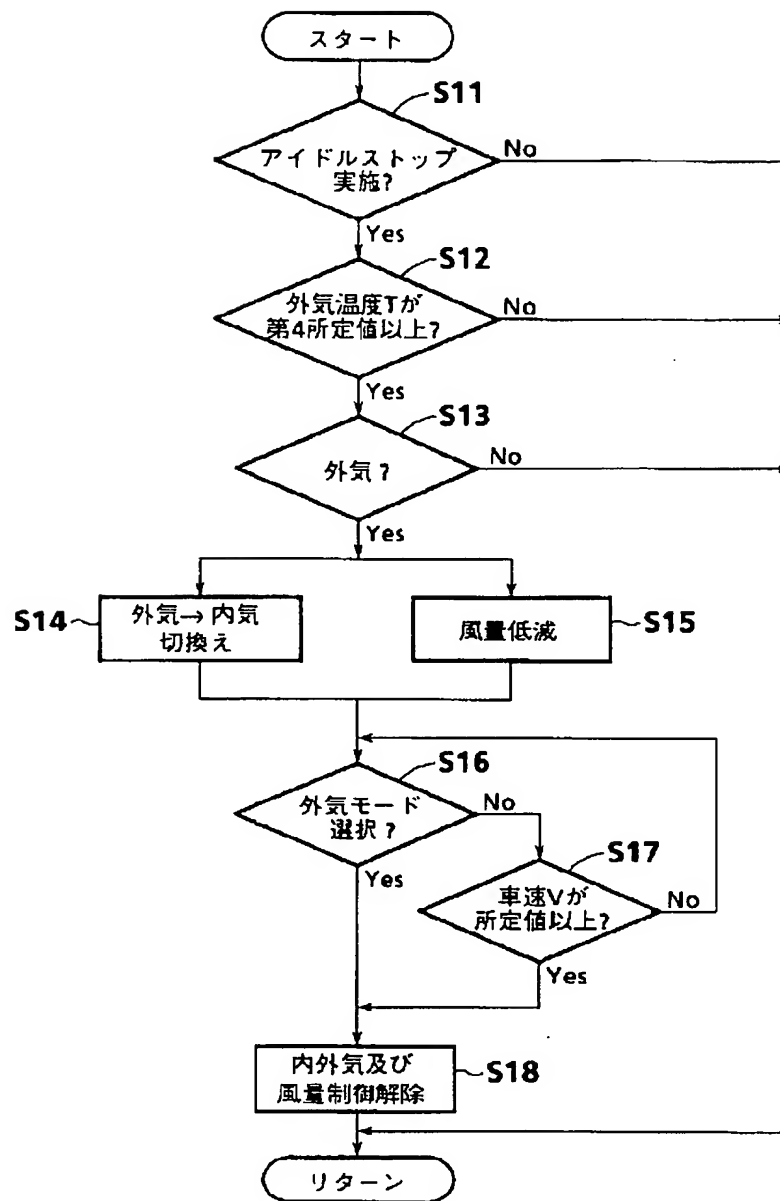 スタート
S11
アイドルストップ
実施?
No
Yes
S12
外気温度Tが
第4所定値以上?
No
Yes
S13
外気?
No
Yes
S14
外気→内気
切換え
風量低減
S15
S16
外気モード
選択?
No
Yes
S17
車速Vが
所定値以上?
No
Yes
内外気及び
風量制御解除
S18
リターン